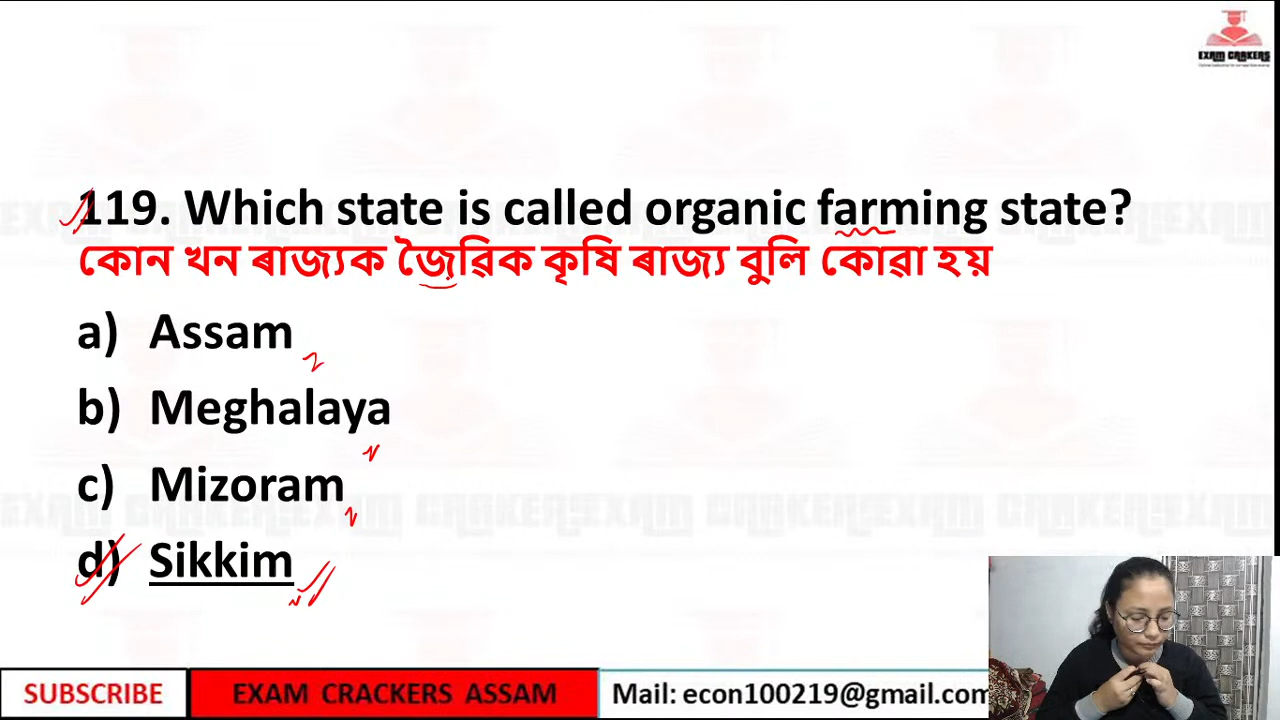 EXAM CRAKERS
119. Which state is called organic farming state?
কোন খন ৰাজ্যক জৈৱিক কৃষি ৰাজ্য বুলি কোৱা হয়
a) Assam
b) Meghalaya
c) Mizoram
d) Sikkim
SUBSCRIBE EXAM CRACKERS ASSAM Mail: econ100219@gmail.com